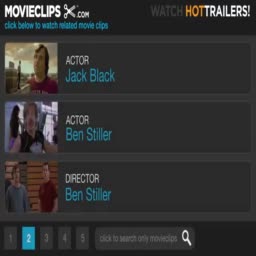 MOVIECLIPS .COM
WATCH HOTTRAILERS!
click below to watch related movie clips
ACTOR
Jack Black
ACTOR
Ben Stiller
DIRECTOR
Ben Stiller
1 2 3 4 5 click to search only movieclips